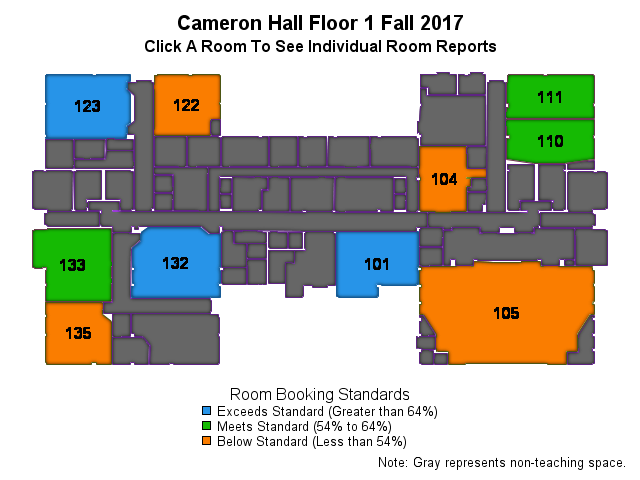 Cameron Hall Floor 1 Fall 2017
Click A Room To See Individual Room Reports
123
122
111
110
104
133
132
101
135
105
Room Booking Standards
Exceeds Standard (Greater than 64%)
Meets Standard (54% to 64%)
Below Standard (Less than 54%)
Note: Gray represents non-teaching space.